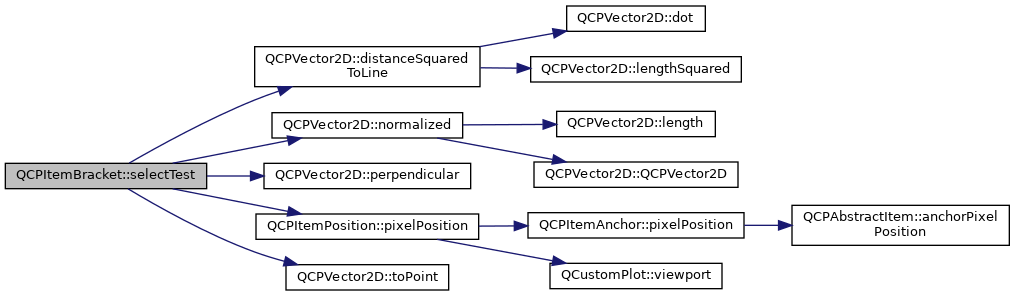 QCPItemBracket::selectTest
QCPVector2D::distanceSquared
ToLine
QCPVector2D::dot
QCPVector2D::lengthSquared
QCPVector2D::normalized
QCPVector2D::length
QCPVector2D::QCPVector2D
QCPVector2D::perpendicular
QCPItemPosition::pixelPosition
QCPItemAnchor::pixelPosition
QCPAbstractItem::anchorPixel
Position
QCustomPlot::viewport
QCPVector2D::toPoint